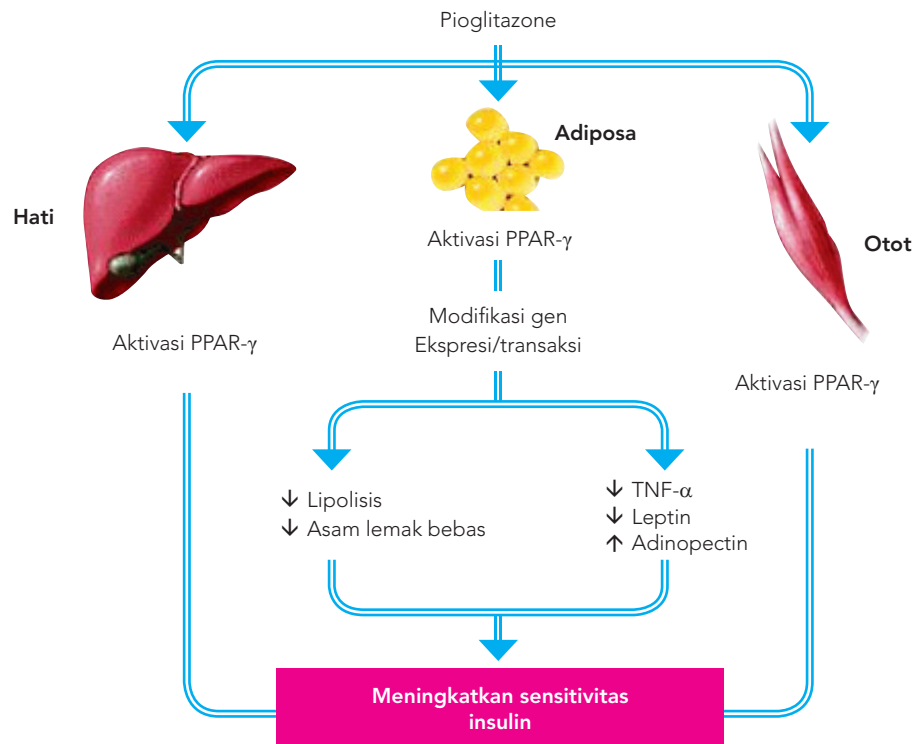 Pioglitazone
Adiposa
Hati
Otot
Aktivasi PPAR-γ
Modifikasi gen
Ekspresi/transaksi
Aktivasi PPAR-γ
Aktivasi PPAR-γ
↓ Lipolisis
↓ Asam lemak bebas
↓ TNF-α
↓ Leptin
↑ Adinopectin
Meningkatkan sensitivitas
insulin